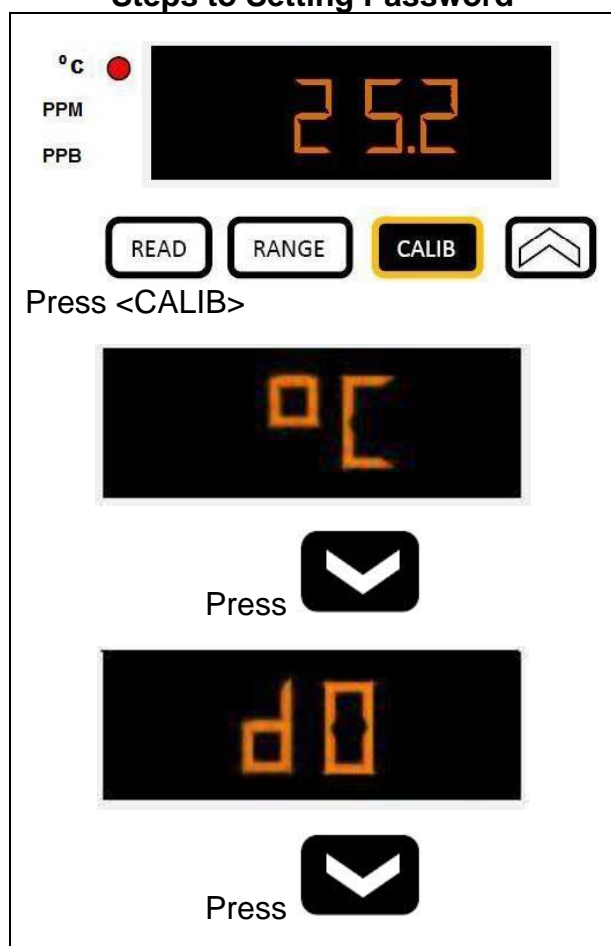 Steps to Setting Password
°C
25.2
PPM
PPB
READ RANGE CALIB
Press <CALIB>
°C
Press
d0
Press